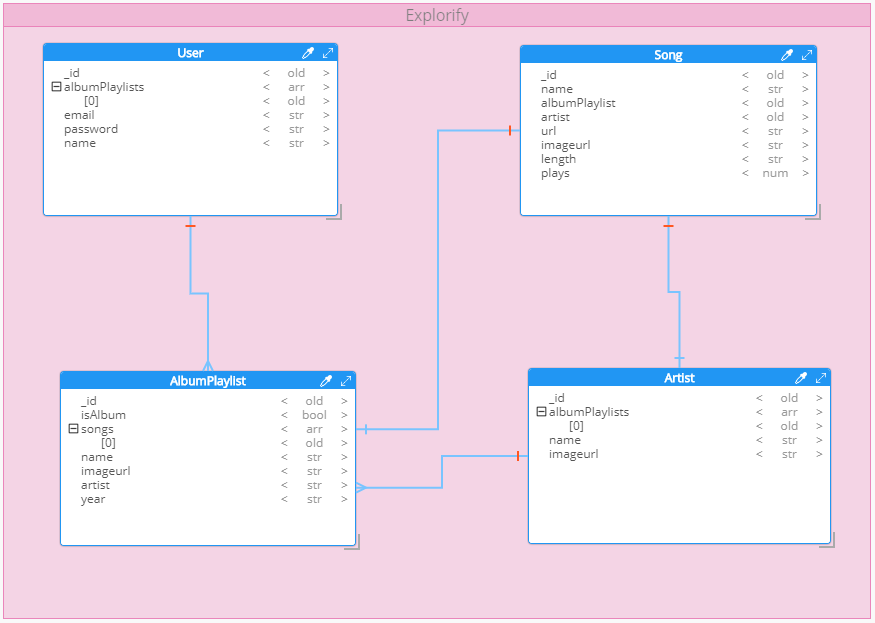 Explorify
User
_id < old >
albumPlaylists < arr >
[0] < old >
email < str >
password < str >
name < str >
Song
_id < old >
name < str >
albumPlaylist < old >
artist < old >
url < str >
imageurl < str >
length < str >
plays < num >
AlbumPlaylist
_id < old >
isAlbum < bool >
songs < arr >
[0] < old >
name < str >
imageurl < str >
artist < str >
year < str >
Artist
_id < old >
albumPlaylists < arr >
[0] < old >
name < str >
imageurl < str >